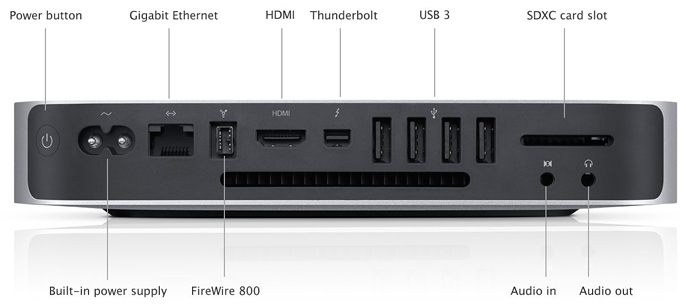 Power button
Gigabit Ethernet
HDMI
Thunderbolt
USB 3
SDXC card slot
HDMI
Built-in power supply
FireWire 800
Audio in
Audio out